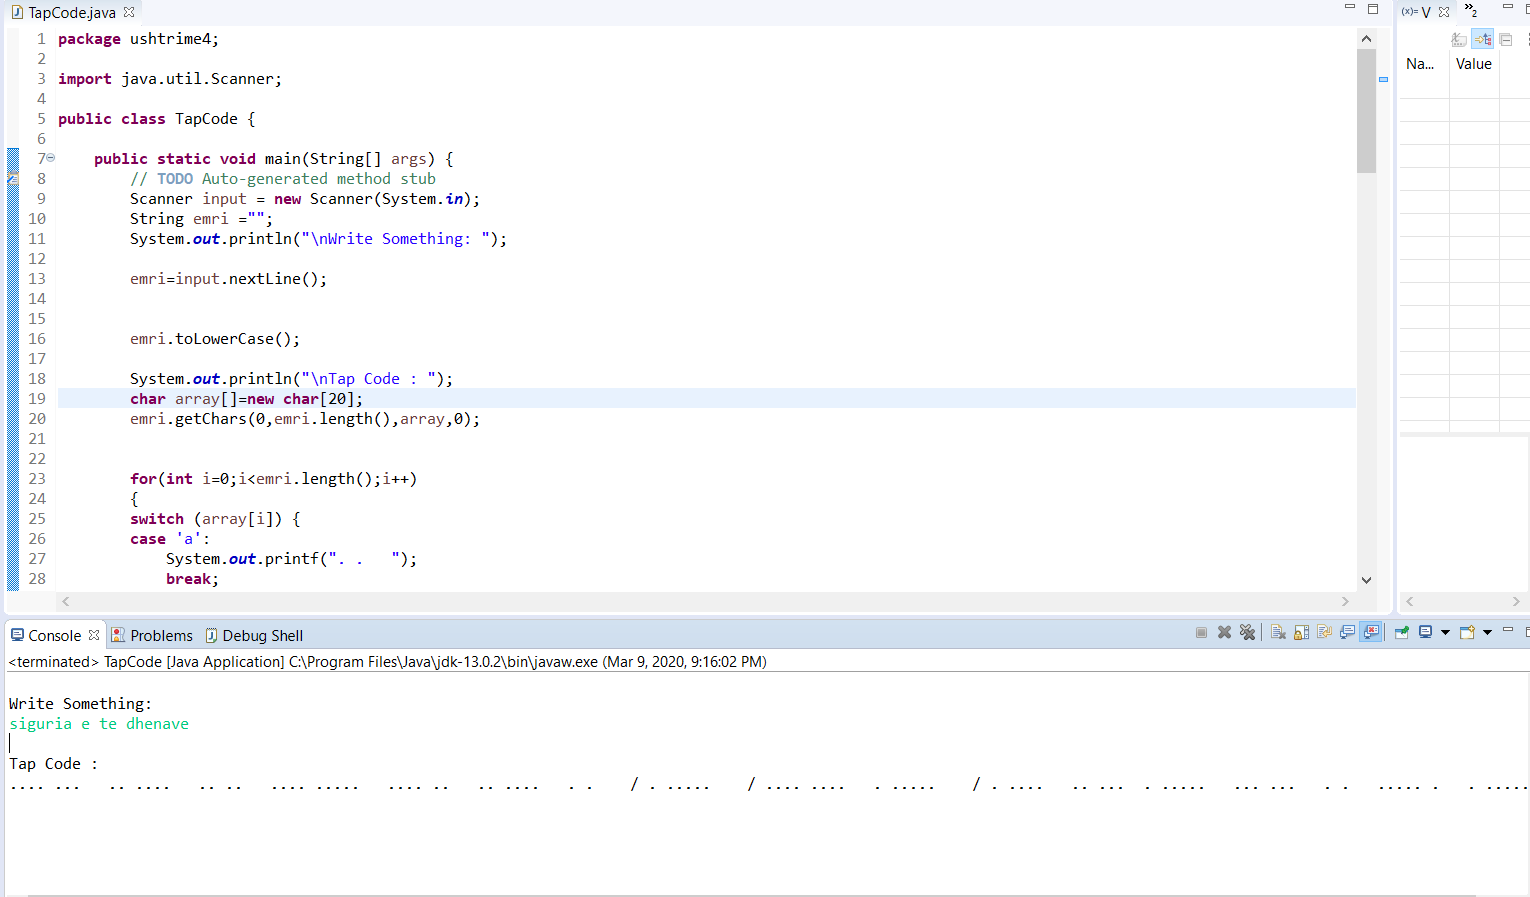 TapCode.java
1 package ushtrime4;
2
3 import java.util.Scanner;
4
5 public class TapCode {
6
7 public static void main(String[] args) {
8 // TODO Auto-generated method stub
9 Scanner input = new Scanner(System.in);
10 String emri ="";
11 System.out.println("\nWrite Something: ");
12
13 emri=input.nextLine();
14
15
16 emri.toLowerCase();
17
18 System.out.println("\nTap Code : ");
19 char array[]=new char[20];
20 emri.getChars(0,emri.length(),array,0);
21
22
23 for(int i=0;i<emri.length();i++)
24 {
25 switch (array[i]) {
26 case 'a':
27 System.out.printf(". .   ");
28 break;
(x)= V »2
Na... Value
Console Problems Debug Shell
<terminated> TapCode [Java Application] C:\Program Files\Java\jdk-13.0.2\bin\javaw.exe (Mar 9, 2020, 9:16:02 PM)
Write Something:
siguria e te dhenave
Tap Code :
.... ...   .. ....   .. ..   .... .....   .... ..   .. ....   . .    / . .....    / .... ....   . .....    / . ....   .. ...  . .....   ... ...   . .   ..... .   . .....